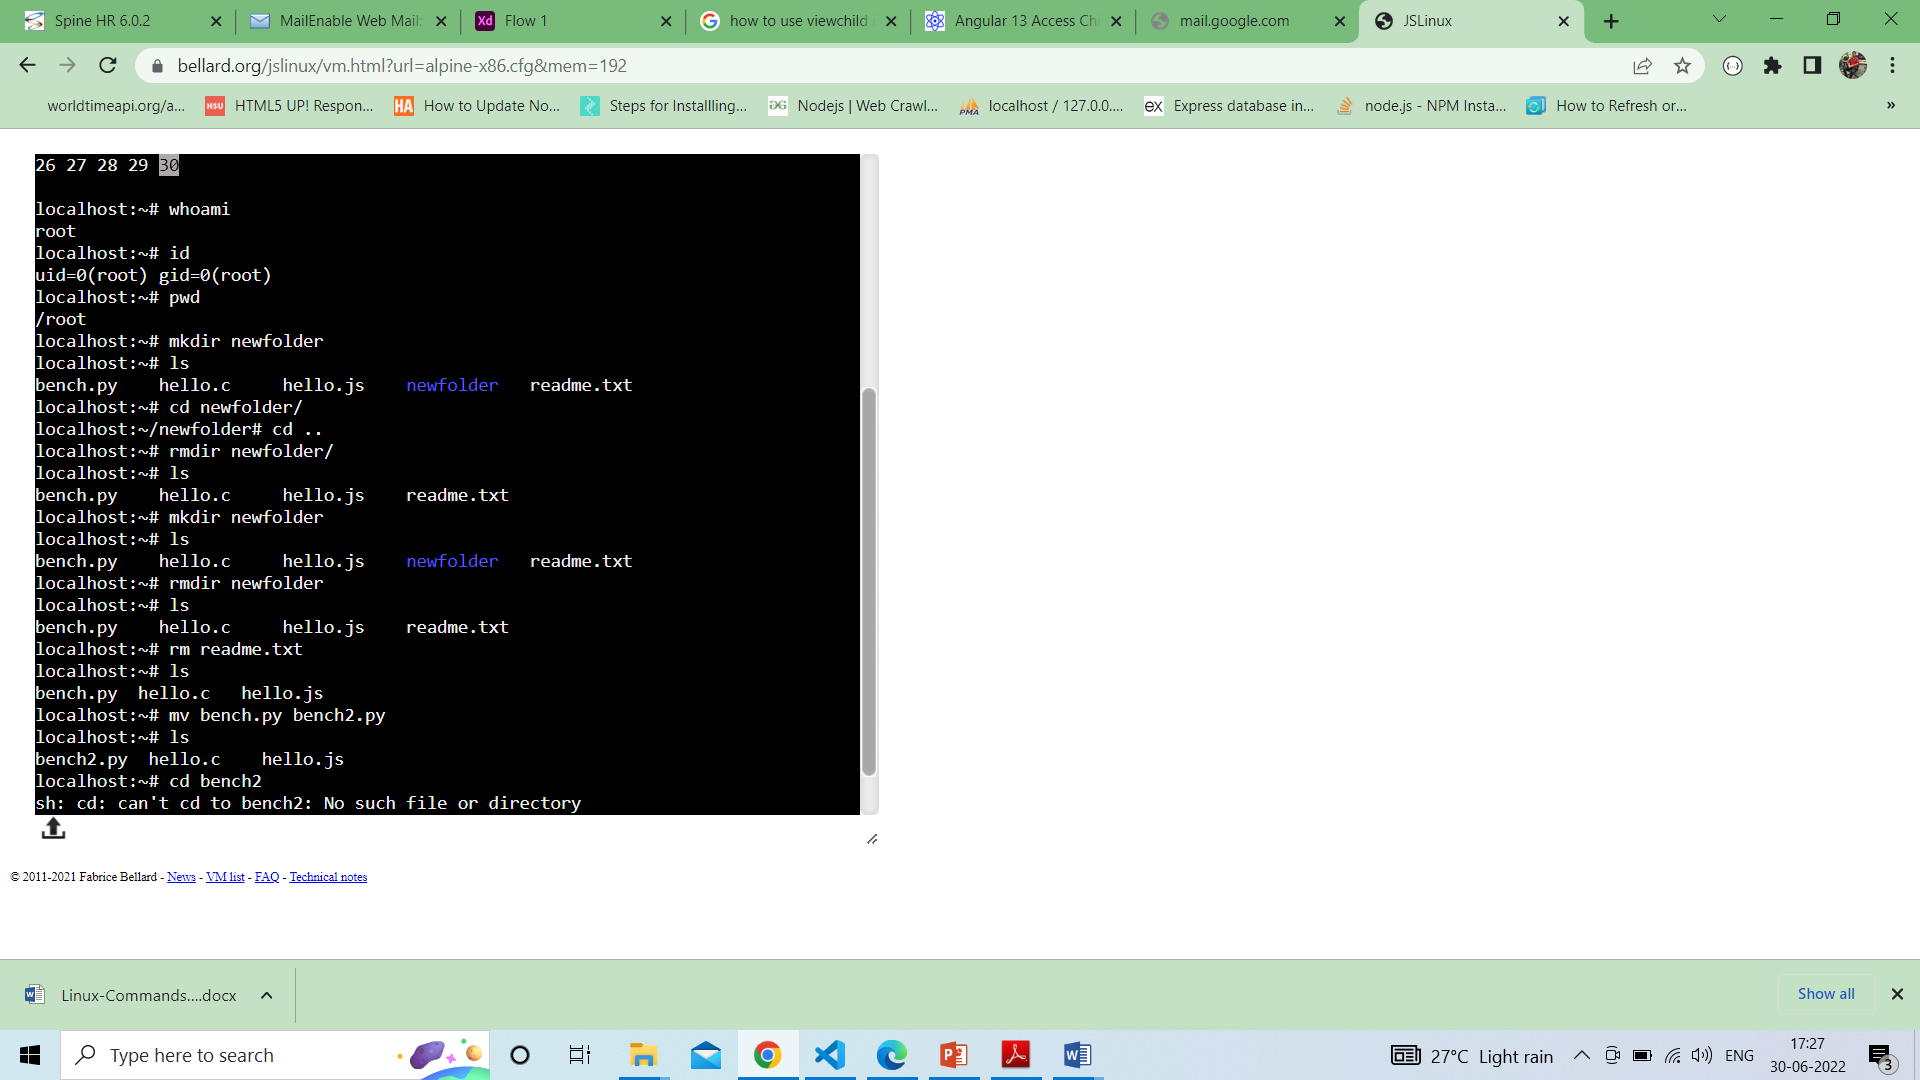 Spine HR 6.0.2
MailEnable Web Mail:
Flow 1
how to use viewchild
Angular 13 Access Chi
mail.google.com
JSLinux
bellard.org/jslinux/vm.html?url=alpine-x86.cfg&mem=192
worldtimeapi.org/a...
HTML5 UP! Respon...
How to Update No...
Steps for Installling...
Nodejs | Web Crawl...
localhost / 127.0.0....
Express database in...
node.js - NPM Insta...
How to Refresh or...
»
26 27 28 29 30
localhost:~# whoami
root
localhost:~# id
uid=0(root) gid=0(root)
localhost:~# pwd
/root
localhost:~# mkdir newfolder
localhost:~# ls
bench.py    hello.c     hello.js    newfolder   readme.txt
localhost:~# cd newfolder/
localhost:~/newfolder# cd ..
localhost:~# rmdir newfolder/
localhost:~# ls
bench.py    hello.c     hello.js    readme.txt
localhost:~# mkdir newfolder
localhost:~# ls
bench.py    hello.c     hello.js    newfolder   readme.txt
localhost:~# rmdir newfolder
localhost:~# ls
bench.py    hello.c     hello.js    readme.txt
localhost:~# rm readme.txt
localhost:~# ls
bench.py  hello.c   hello.js
localhost:~# mv bench.py bench2.py
localhost:~# ls
bench2.py  hello.c    hello.js
localhost:~# cd bench2
sh: cd: can't cd to bench2: No such file or directory
© 2011-2021 Fabrice Bellard - News - VM list - FAQ - Technical notes
Linux-Commands....docx
Show all
Type here to search
27°C Light rain
ENG
17:27
30-06-2022
3